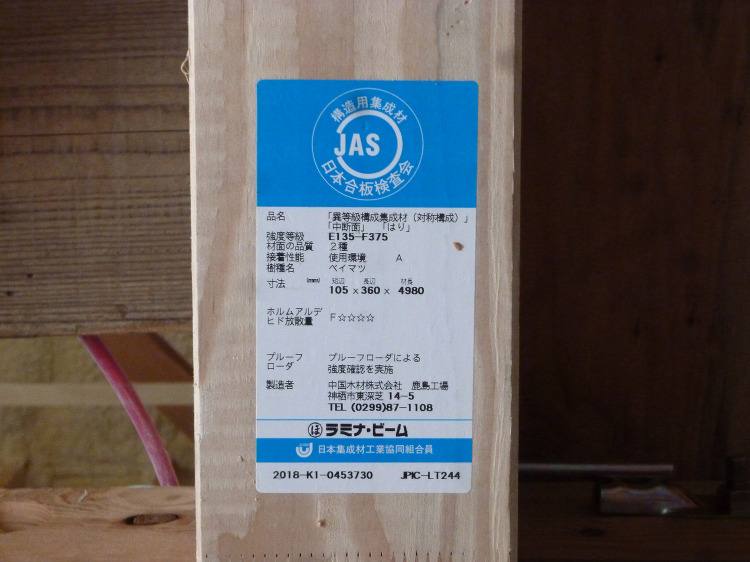 構造用集成材
JAS
日本合板検査会
品名 「異等級構成集成材(対称構成)」
「中断面」 「はり」
強度等級 E135-F375
材面の品質 2種
接着性能 使用環境 A
樹種名 ベイマツ
寸法 (mm) 短辺 長辺 材長
105 × 360 × 4980
ホルムアルデ
ヒド放散量 F☆☆☆☆
プルーフ プルーフローダによる
ローダ 強度確認を実施
製造者 中国木材株式会社 鹿島工場
神栖市東深芝 14-5
TEL (0299)87-1108
ほ ラミナ・ビーム
日本集成材工業協同組合員
2018-K1-0453730 JPIC-LT244